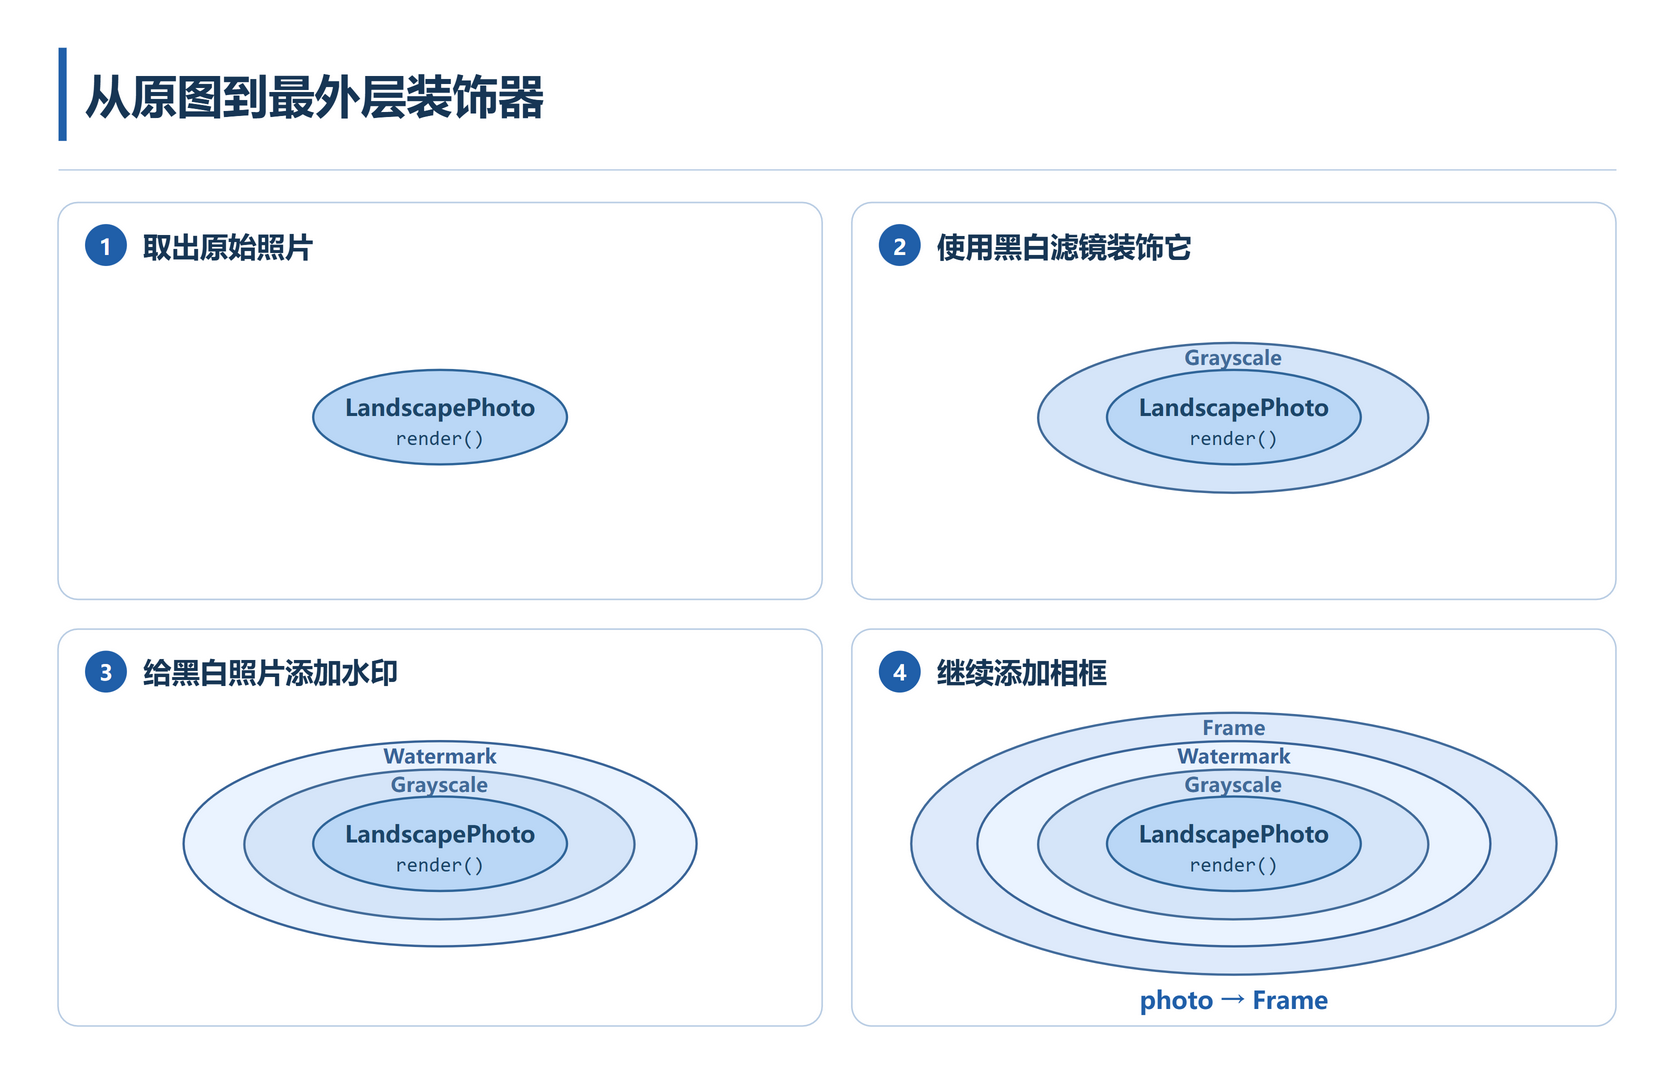 从原图到最外层装饰器
1 取出原始照片
LandscapePhoto
render()
2 使用黑白滤镜装饰它
Grayscale
LandscapePhoto
render()
3 给黑白照片添加水印
Watermark
Grayscale
LandscapePhoto
render()
4 继续添加相框
Frame
Watermark
Grayscale
LandscapePhoto
render()
photo → Frame